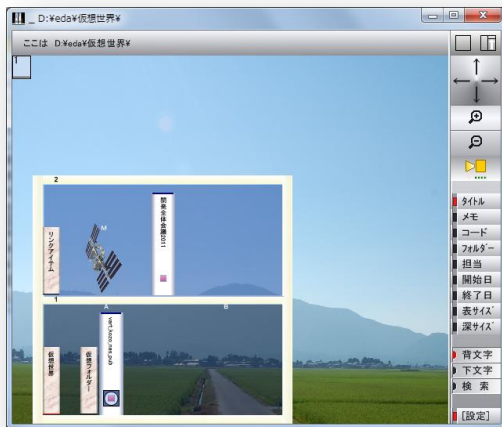 _ D:¥eda¥仮想世界¥
ここは D:¥eda¥仮想世界¥
1
2
リンクアイテム
M
開発全体会議2011
1
A
B
仮想世界
仮想フォルダー
vert_kozo_nas_pub
タイトル
メモ
コード
フォルダー
担当
開始日
終了日
表サイズ
深サイズ
背文字
下文字
検 索
[設定]